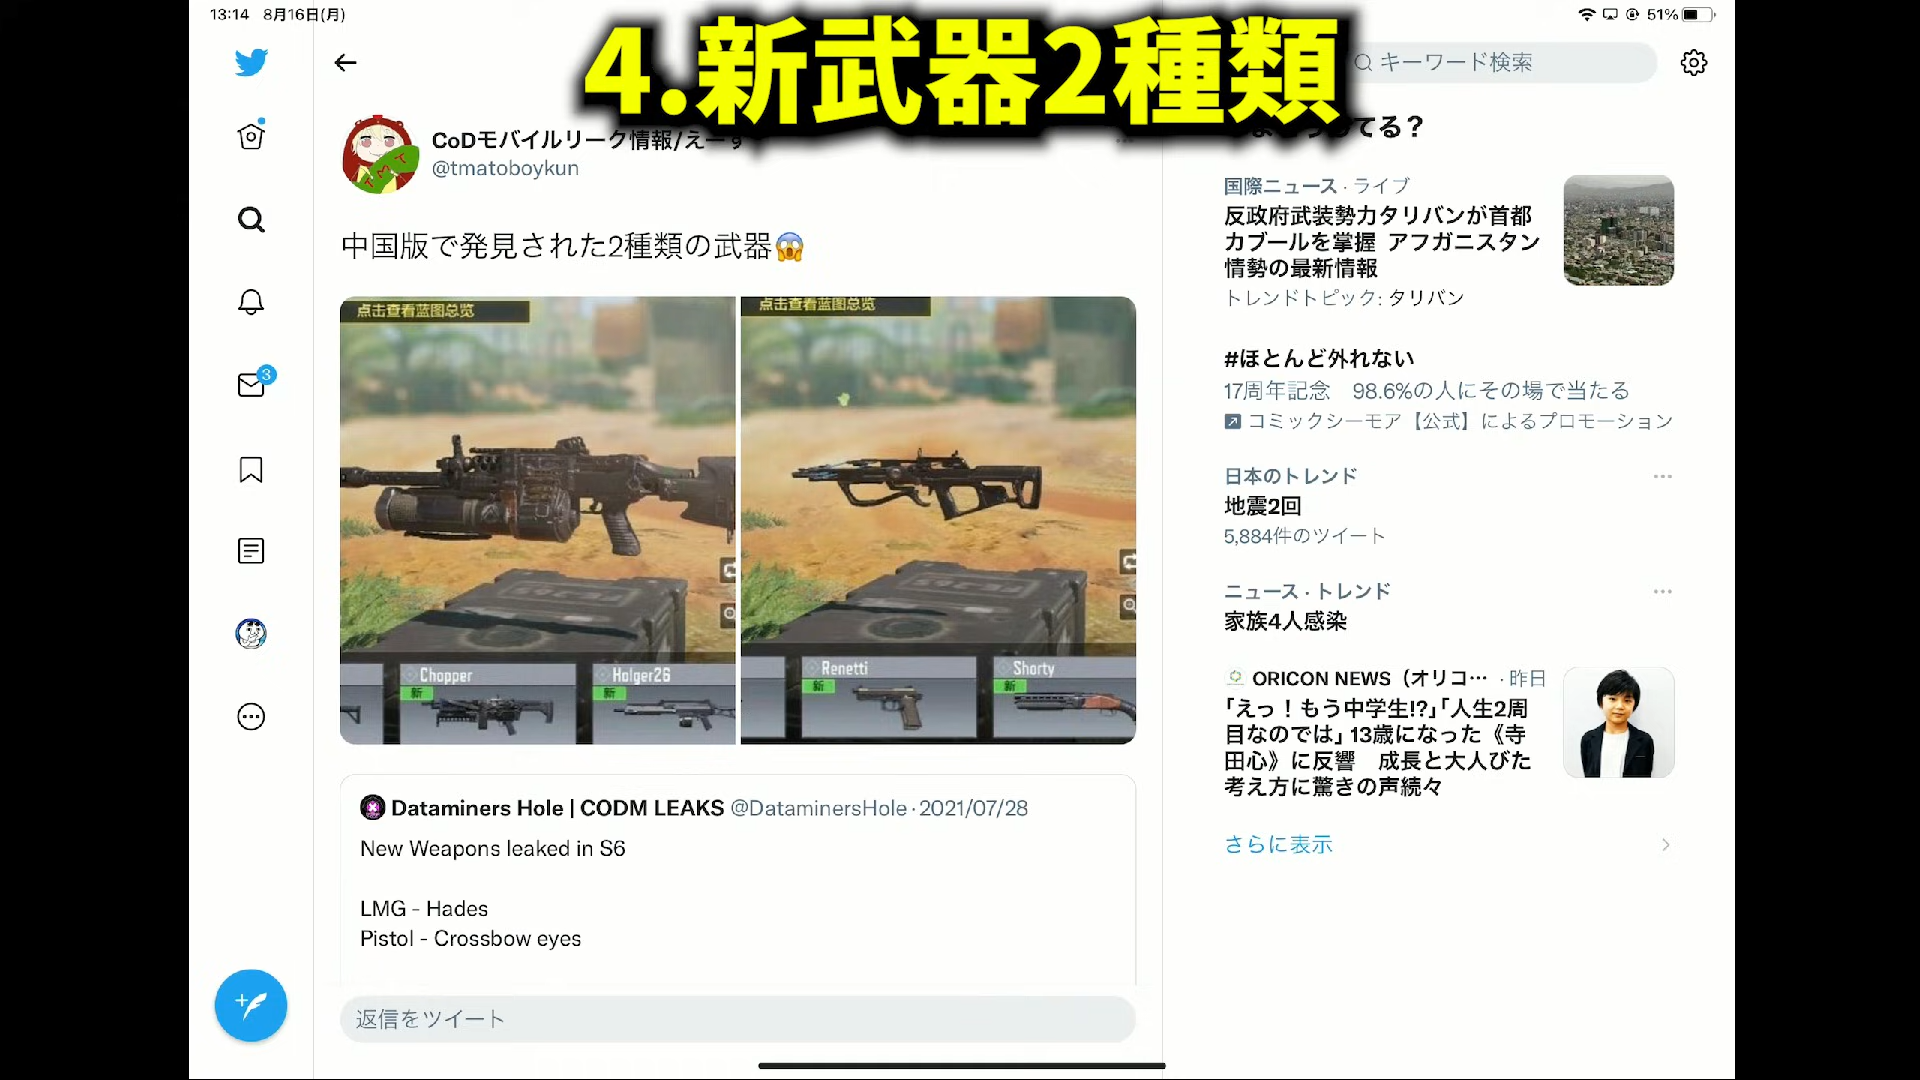 13:14 8月16日(月)
51%
4.新武器2種類
キーワード検索
CoDモバイルリーク情報/えーす
@tmatoboykun
中国版で発見された2種類の武器😱
点击查看蓝图总览
点击查看蓝图总览
Chopper
新
Holger26
新
Renetti
新
Shorty
新
Dataminers Hole | CODM LEAKS @DataminersHole · 2021/07/28
New Weapons leaked in S6
LMG - Hades
Pistol - Crossbow eyes
返信をツイート
3
てる？
国際ニュース · ライブ
反政府武装勢力タリバンが首都
カブールを掌握 アフガニスタン
情勢の最新情報
トレンドトピック: タリバン
#ほとんど外れない
17周年記念 98.6%の人にその場で当たる
コミックシーモア【公式】によるプロモーション
日本のトレンド
地震2回
5,884件のツイート
ニュース · トレンド
家族4人感染
ORICON NEWS（オリコ… · 昨日
「えっ！もう中学生!?」「人生2周
目なのでは」13歳になった《寺
田心》に反響 成長と大人びた
考え方に驚きの声続々
さらに表示